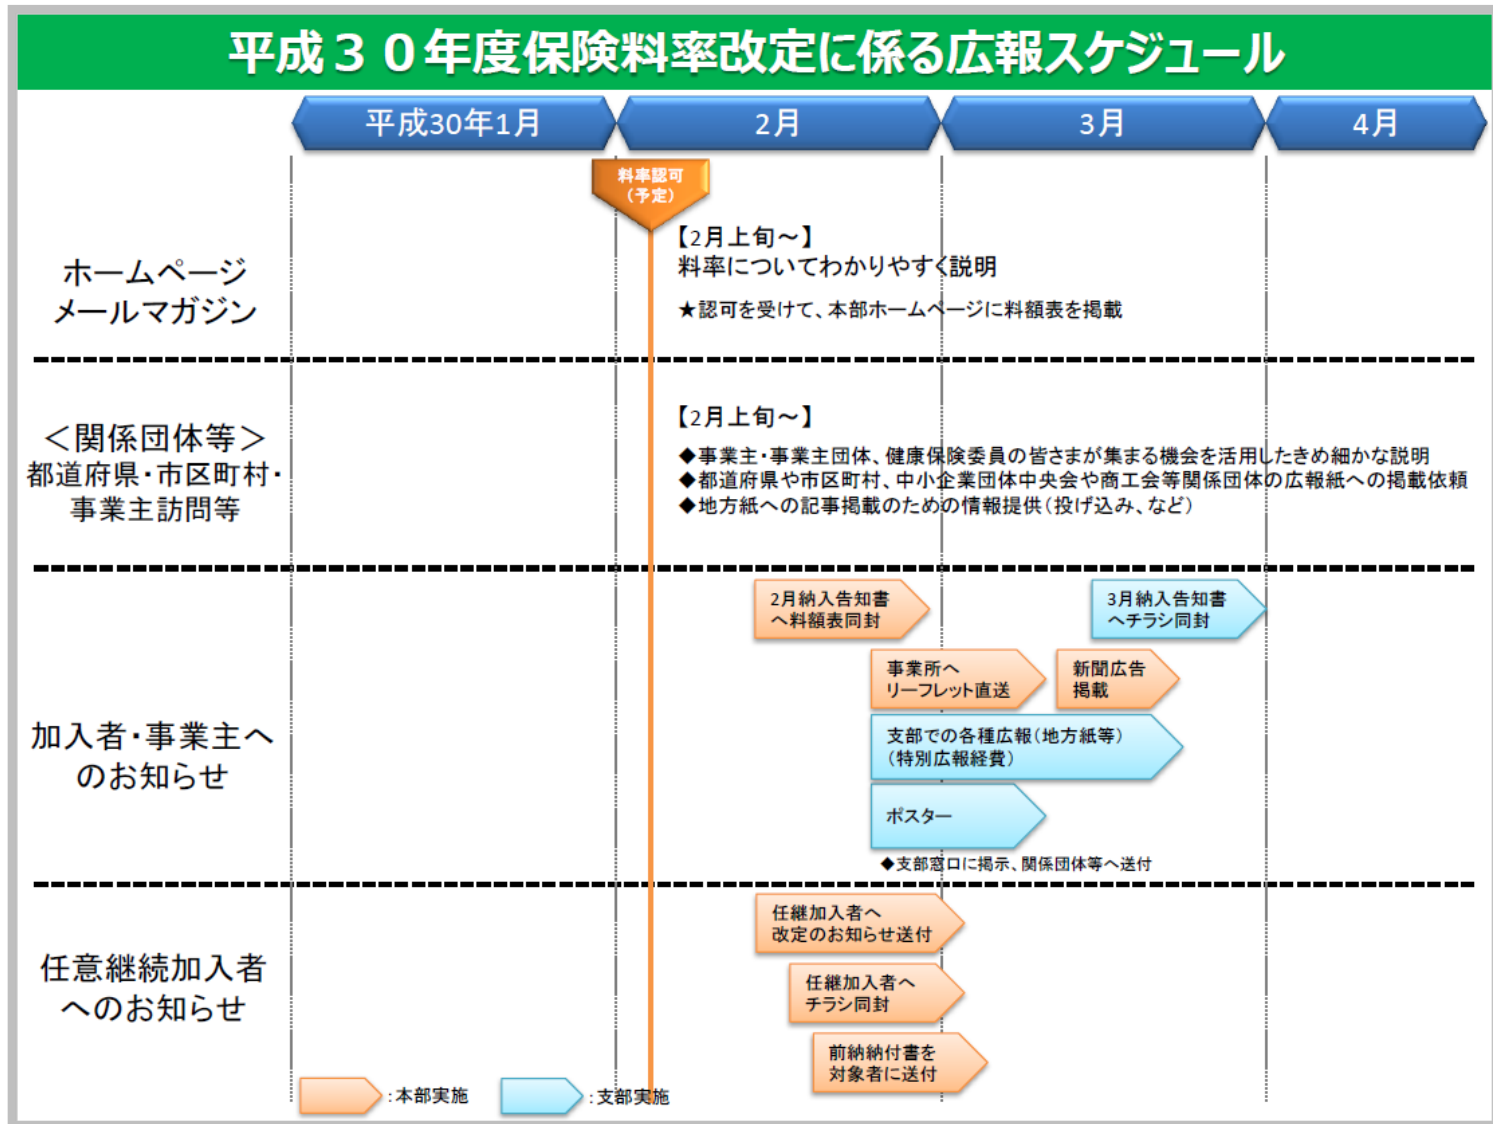 平成３０年度保険料率改定に係る広報スケジュール
平成30年1月
2月
3月
4月
料率認可
（予定）
ホームページ
メールマガジン
【2月上旬～】
料率についてわかりやすく説明
★認可を受けて、本部ホームページに料額表を掲載
＜関係団体等＞
都道府県・市区町村・
事業主訪問等
【2月上旬～】
◆事業主・事業主団体、健康保険委員の皆さまが集まる機会を活用したきめ細かな説明
◆都道府県や市区町村、中小企業団体中央会や商工会等関係団体の広報紙への掲載依頼
◆地方紙への記事掲載のための情報提供（投げ込み、など）
加入者・事業主へ
のお知らせ
2月納入告知書
へ料額表同封
3月納入告知書
へチラシ同封
事業所へ
リーフレット直送
新聞広告
掲載
支部での各種広報（地方紙等）
（特別広報経費）
ポスター
◆支部窓口に掲示、関係団体等へ送付
任意継続加入者
へのお知らせ
任継加入者へ
改定のお知らせ送付
任継加入者へ
チラシ同封
前納納付書を
対象者に送付
：本部実施
：支部実施